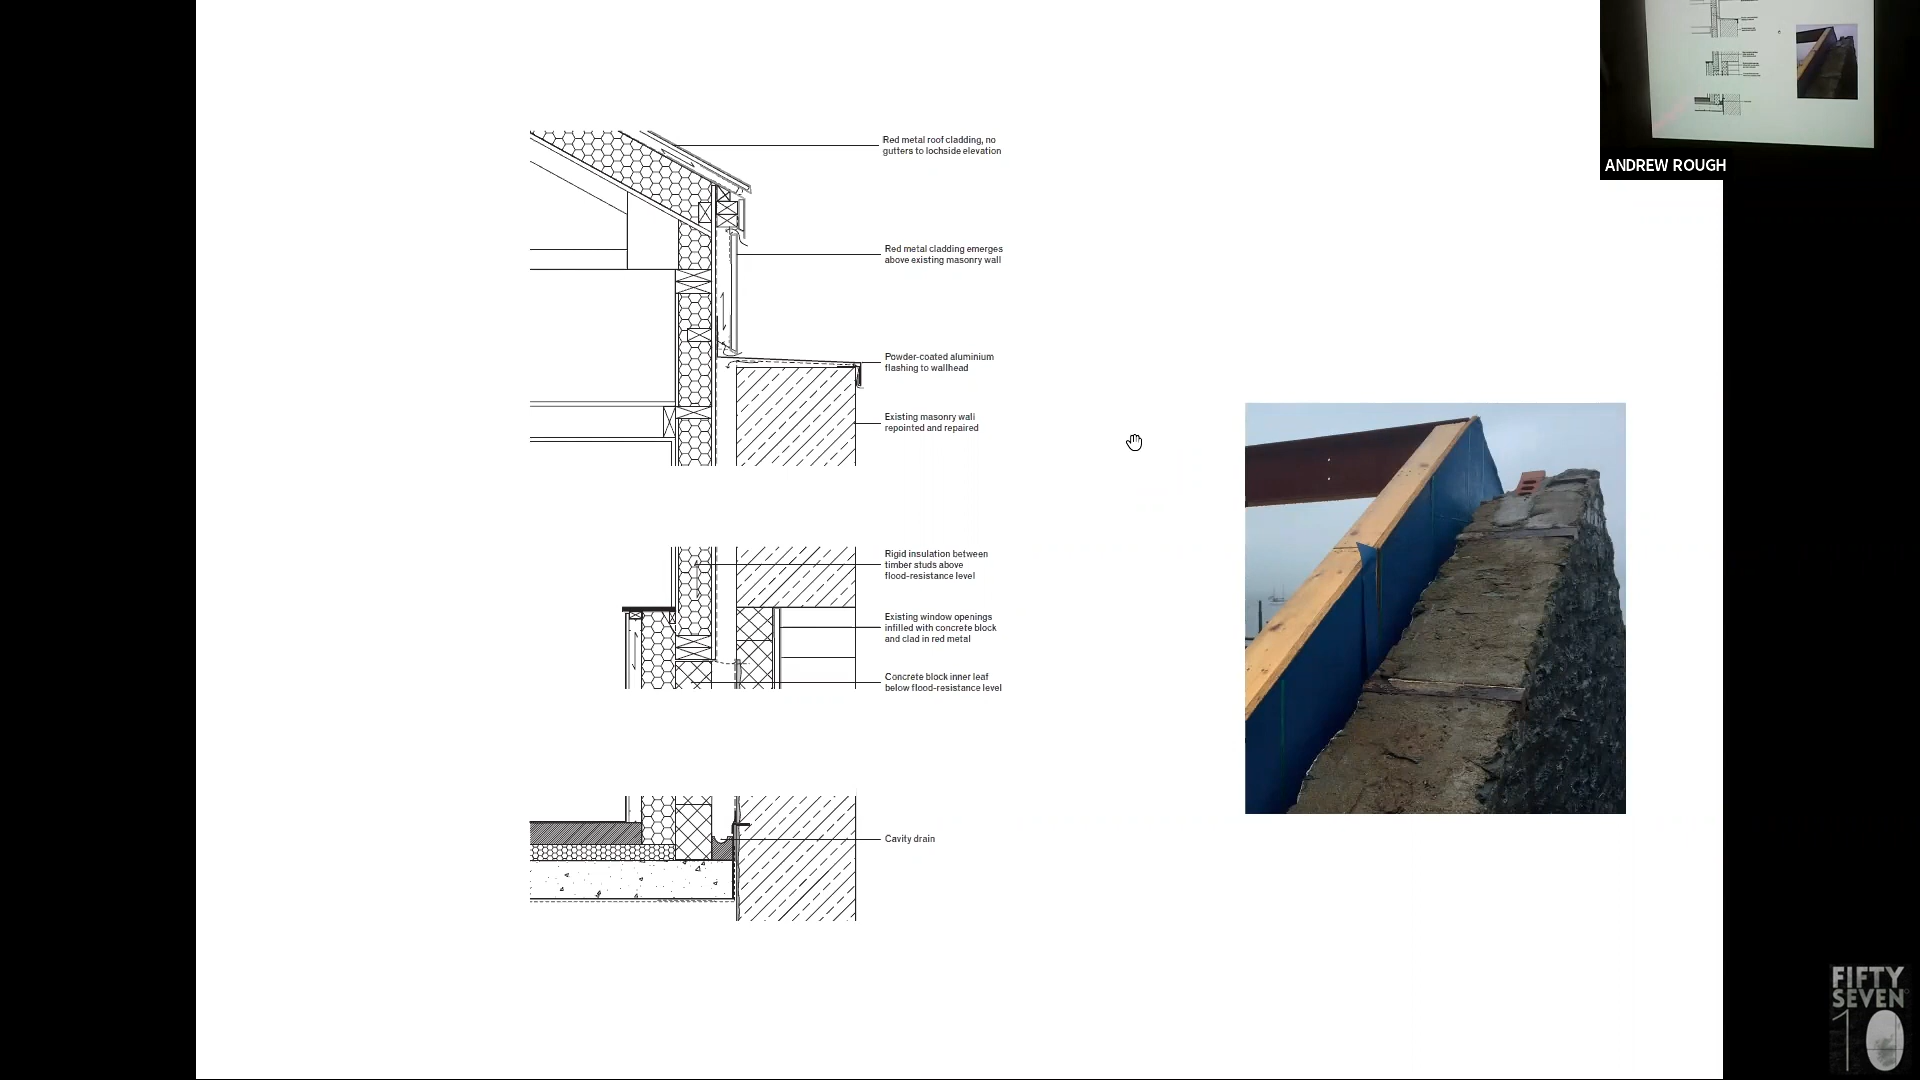 ANDREW ROUGH
Red metal roof cladding, no
gutters to lochside elevation
Red metal cladding emerges
above existing masonry wall
Powder-coated aluminium
flashing to wallhead
Existing masonry wall
repointed and repaired
Rigid insulation between
timber studs above
flood-resistance level
Existing window openings
infilled with concrete block
and clad in red metal
Concrete block inner leaf
below flood-resistance level
Cavity drain
FIFTY
SEVEN
10